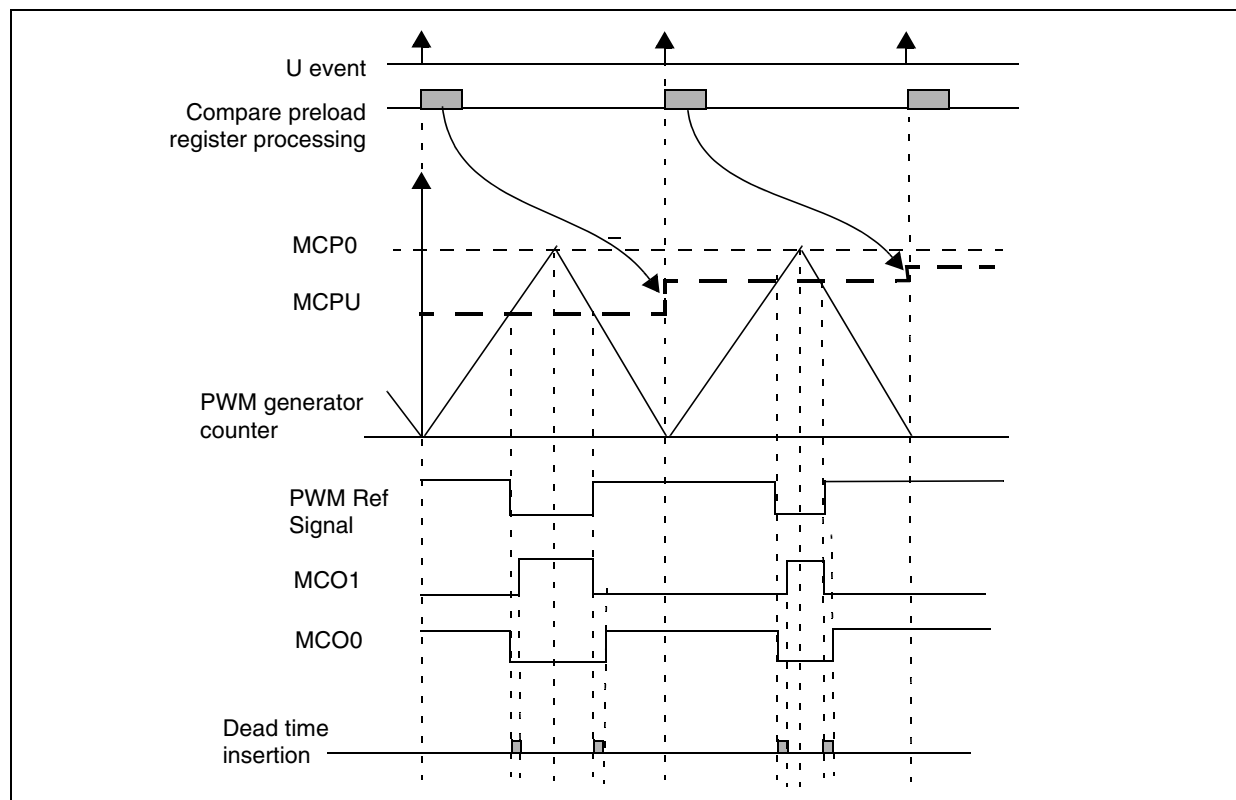 U event
Compare preload
register processing
MCP0
MCPU
PWM generator
counter
PWM Ref
Signal
MCO1
MCO0
Dead time
insertion